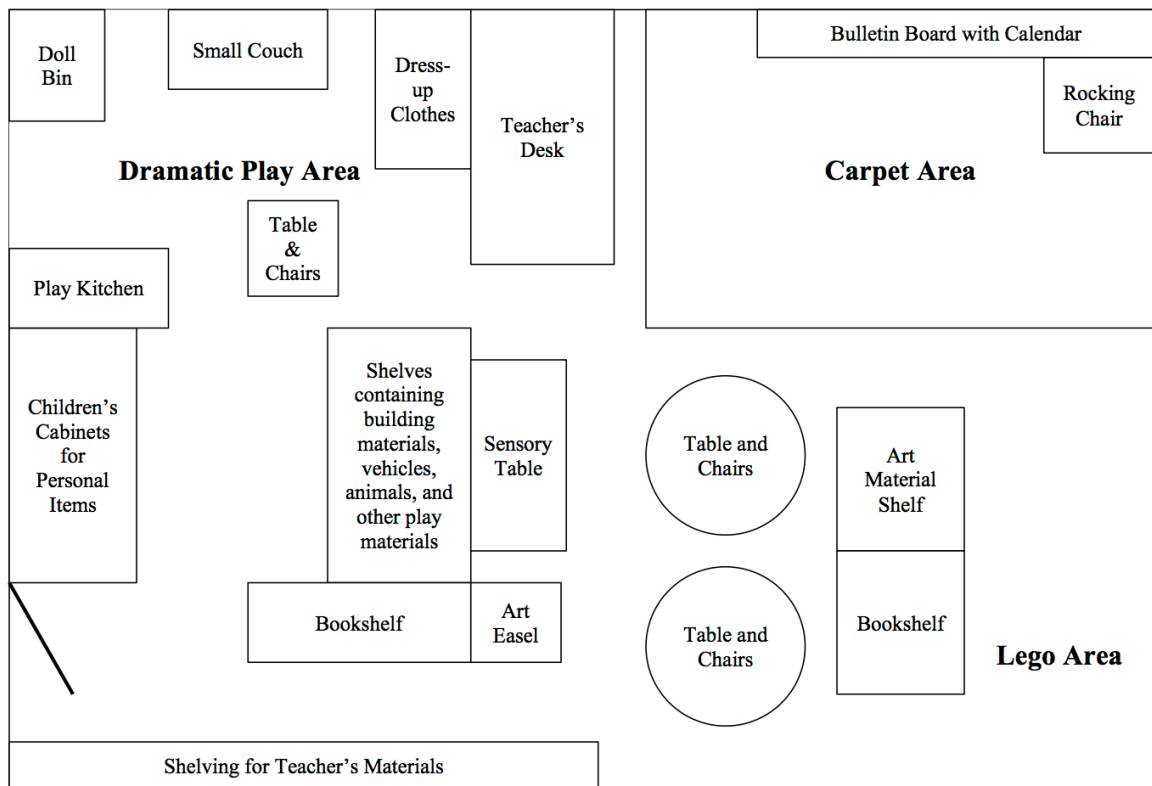 Doll
Bin
Small Couch
Dress-
up
Clothes
Teacher's
Desk
Bulletin Board with Calendar
Rocking
Chair
Dramatic Play Area
Carpet Area
Table
&
Chairs
Play Kitchen
Children's
Cabinets
for
Personal
Items
Shelves
containing
building
materials,
vehicles,
animals, and
other play
materials
Sensory
Table
Table and
Chairs
Art
Material
Shelf
Bookshelf
Art
Easel
Table and
Chairs
Bookshelf
Lego Area
Shelving for Teacher's Materials